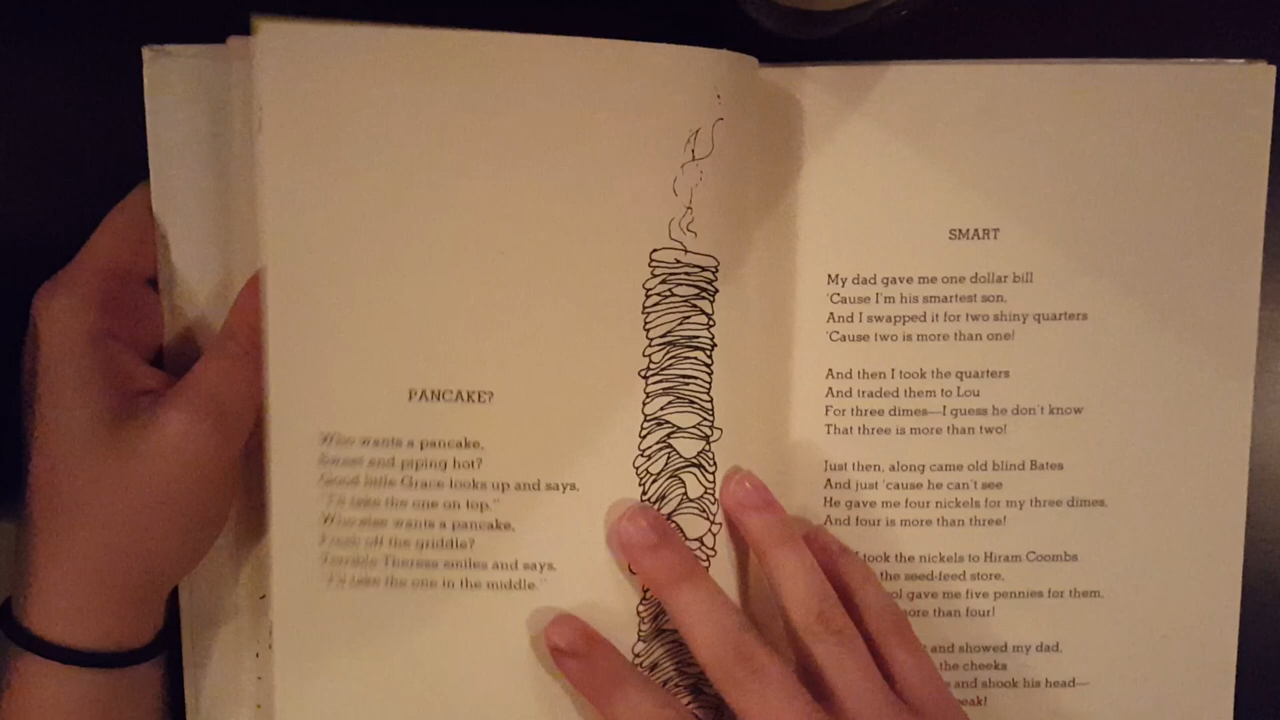 PANCAKE?
Who wants a pancake,
Sweet and piping hot?
Good little Grace looks up and says,
"I'll take the one on top."
Who else wants a pancake,
Fresh off the griddle?
Terrible Theresa smiles and says,
"I'll take the one in the middle."
SMART
My dad gave me one dollar bill
'Cause I'm his smartest son,
And I swapped it for two shiny quarters
'Cause two is more than one!
And then I took the quarters
And traded them to Lou
For three dimes—I guess he don't know
That three is more than two!
Just then, along came old blind Bates
And just 'cause he can't see
He gave me four nickels for my three dimes,
And four is more than three!
took the nickels to Hiram Coombs
the seed-feed store,
gave me five pennies for them,
than four!
and showed my dad,
the cheeks
and shook his head—